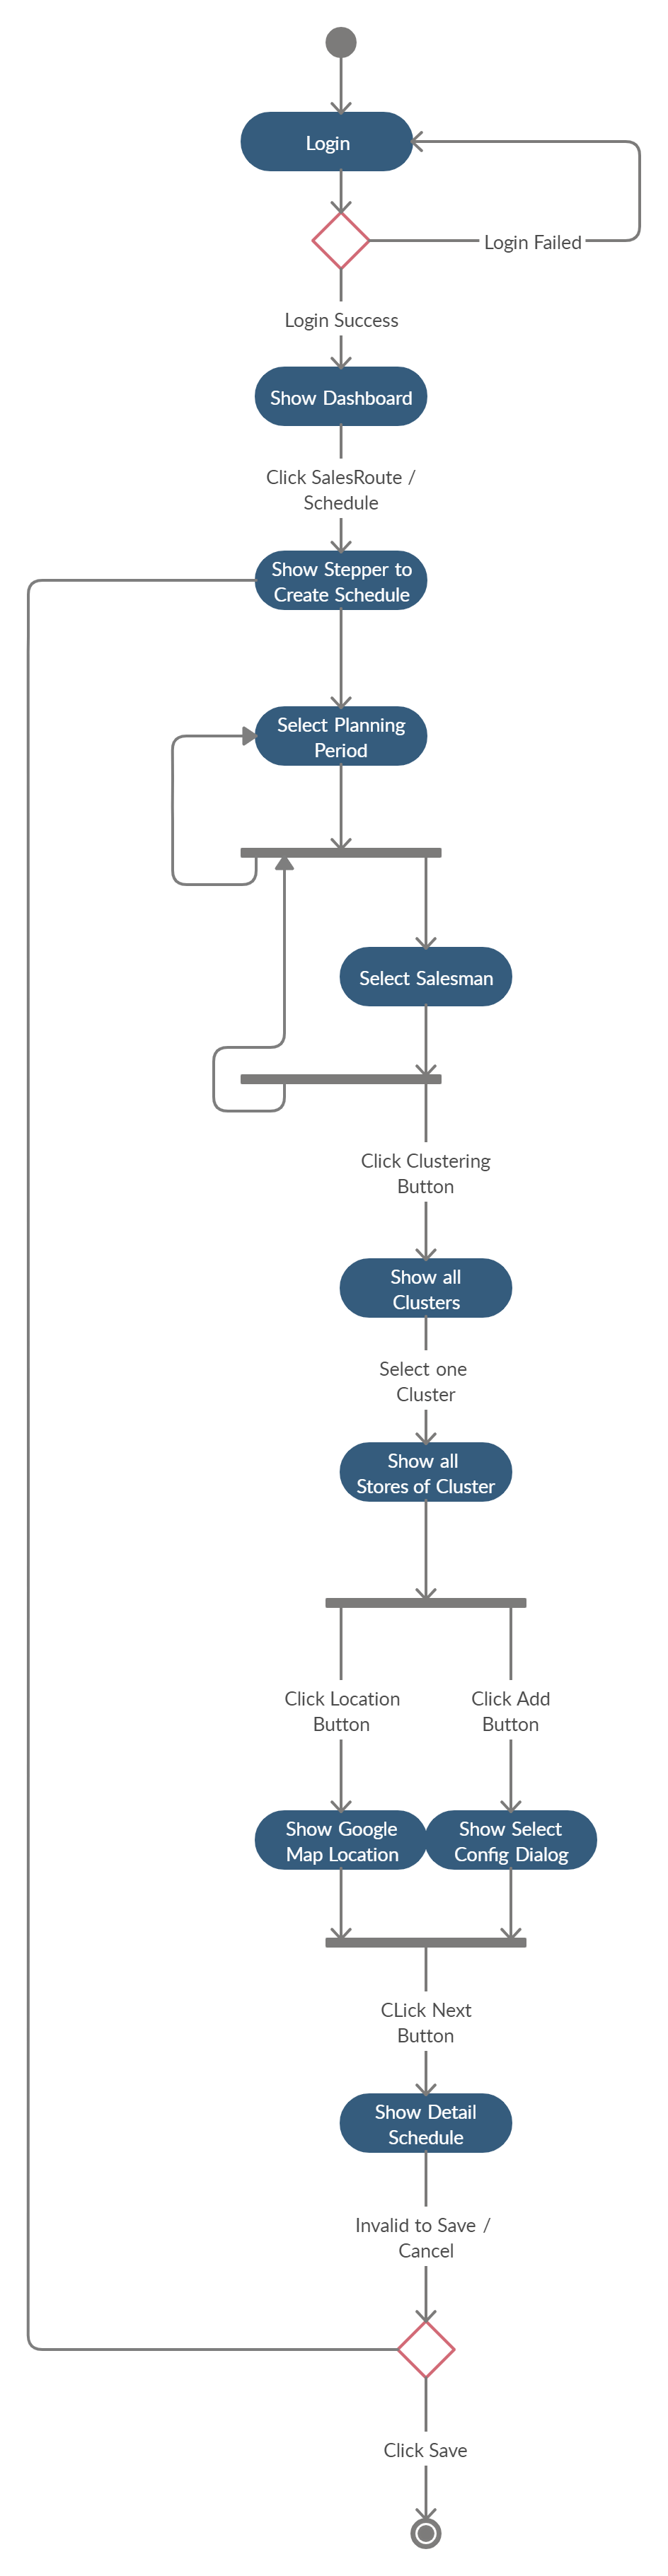 Login
Login Failed
Login Success
Show Dashboard
Click SalesRoute /
Schedule
Show Stepper to
Create Schedule
Select Planning
Period
Select Salesman
Click Clustering
Button
Show all
Clusters
Select one
Cluster
Show all
Stores of Cluster
Click Location
Button
Click Add
Button
Show Google
Map Location
Show Select
Config Dialog
CLick Next
Button
Show Detail
Schedule
Invalid to Save /
Cancel
Click Save